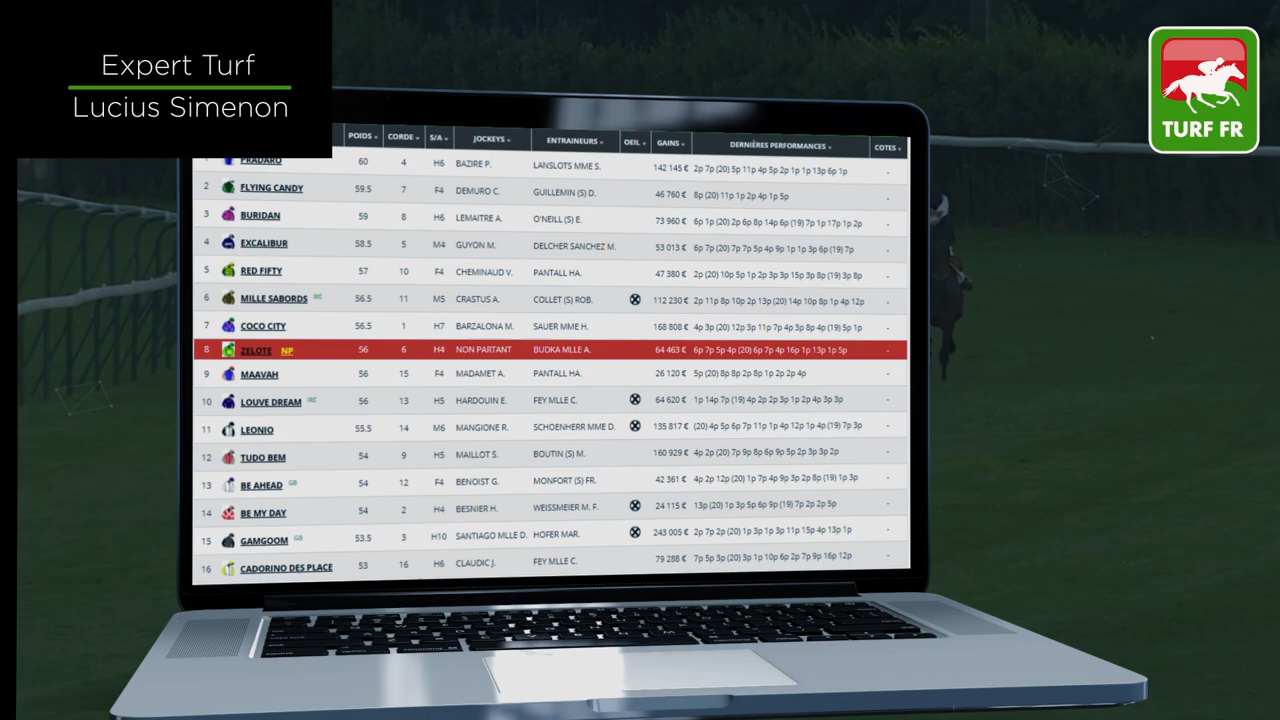 Expert Turf
Lucius Simenon
TURF FR
POIDS CORDE S/A JOCKEYS ENTRAINEURS OEIL GAINS DERNIÈRES PERFORMANCES COTES
PRADARO 60 4 H6 BAZIRE P. LANSLOTS MME S. 142 145 € 2p 7p (20) 5p 11p 4p 5p 2p 1p 1p 13p 6p 1p -
2 FLYING CANDY 59.5 7 F4 DEMURO C. GUILLEMIN (S) D. 46 760 € 8p (20) 11p 1p 2p 4p 1p 5p -
3 BURIDAN 59 8 H6 LEMAITRE A. O'NEILL (S) E. 73 960 € 6p 1p (20) 2p 6p 8p 14p 6p (19) 7p 1p 17p 1p 2p -
4 EXCALIBUR 58.5 5 M4 GUYON M. DELCHER SANCHEZ M. 53 013 € 6p 7p (20) 7p 7p 5p 4p 9p 1p 1p 3p 6p (19) 7p -
5 RED FIFTY 57 10 F4 CHEMINAUD V. PANTALL HA. 47 380 € 2p (20) 10p 5p 1p 2p 3p 3p 15p 3p 8p (19) 3p 8p -
6 MILLE SABORDS IRE 56.5 11 M5 CRASTUS A. COLLET (S) ROB. 112 230 € 2p 11p 8p 10p 2p 13p (20) 14p 10p 8p 1p 4p 12p -
7 COCO CITY 56.5 1 H7 BARZALONA M. SAUER MME H. 168 808 € 4p 3p (20) 12p 3p 11p 7p 4p 3p 8p 4p (19) 5p 1p -
8 ZELOTE NP 56 6 H4 NON PARTANT BUDKA MLLE A. 64 463 € 6p 7p 5p 4p (20) 6p 7p 4p 16p 1p 13p 1p 5p -
9 MAAVAH 56 15 F4 MADAMET A. PANTALL HA. 26 120 € 5p (20) 8p 8p 2p 8p 1p 2p 2p 4p -
10 LOUVE DREAM IRE 56 13 H5 HARDOUIN E. FEY MLLE C. 64 620 € 1p 14p 7p (19) 4p 2p 2p 3p 1p 2p 4p 3p 3p -
11 LEONIO 55.5 14 M6 MANGIONE R. SCHOENHERR MME D. 135 817 € (20) 4p 5p 6p 7p 11p 1p 4p 12p 1p 4p (19) 7p 3p -
12 TUDO BEM 54 9 H5 MAILLOT S. BOUTIN (S) M. 160 929 € 4p 2p (20) 7p 9p 8p 6p 9p 5p 2p 3p 3p 2p -
13 BE AHEAD GB 54 12 F4 BENOIST G. MONFORT (S) FR. 42 361 € 4p 2p 12p (20) 1p 7p 4p 9p 3p 2p 8p (19) 1p 3p -
14 BE MY DAY 54 2 H4 BESNIER H. WEISSMEIER M. F. 24 115 € 13p (20) 1p 3p 5p 6p 9p (19) 7p 2p 2p 5p -
15 GAMGOOM GB 53.5 3 H10 SANTIAGO MLLE D. HOFER MAR. 243 005 € 2p 7p 2p (20) 1p 3p 1p 3p 11p 15p 4p 13p 1p -
16 CADORINO DES PLACE 53 16 H6 CLAUDIC J. FEY MLLE C. 79 288 € 7p 5p 3p (20) 3p 1p 10p 6p 2p 7p 9p 16p 12p -